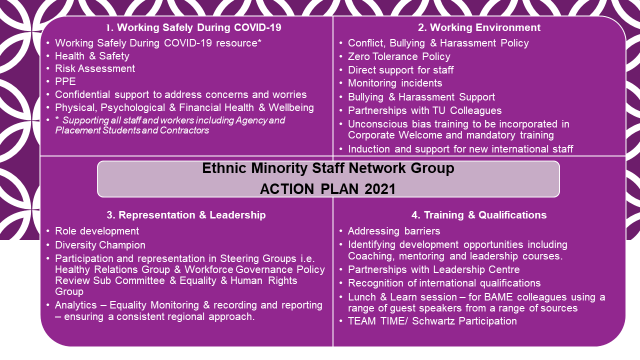 1. Working Safely During COVID-19
• Working Safely During COVID-19 resource*
• Health & Safety
• Risk Assessment
• PPE
• Confidential support to address concerns and worries
• Physical, Psychological & Financial Health & Wellbeing
• * Supporting all staff and workers including Agency and
Placement Students and Contractors
2. Working Environment
• Conflict, Bullying & Harassment Policy
• Zero Tolerance Policy
• Direct support for staff
• Monitoring incidents
• Bullying & Harassment Support
• Partnerships with TU Colleagues
• Unconscious bias training to be incorporated in
Corporate Welcome and mandatory training
• Induction and support for new international staff
Ethnic Minority Staff Network Group
ACTION PLAN 2021
3. Representation & Leadership
• Role development
• Diversity Champion
• Participation and representation in Steering Groups i.e.
Healthy Relations Group & Workforce Governance Policy
Review Sub Committee & Equality & Human Rights
Group
• Analytics – Equality Monitoring & recording and reporting
– ensuring a consistent regional approach.
4. Training & Qualifications
• Addressing barriers
• Identifying development opportunities including
Coaching, mentoring and leadership courses.
• Partnerships with Leadership Centre
• Recognition of international qualifications
• Lunch & Learn session – for BAME colleagues using a
range of guest speakers from a range of sources
• TEAM TIME/ Schwartz Participation